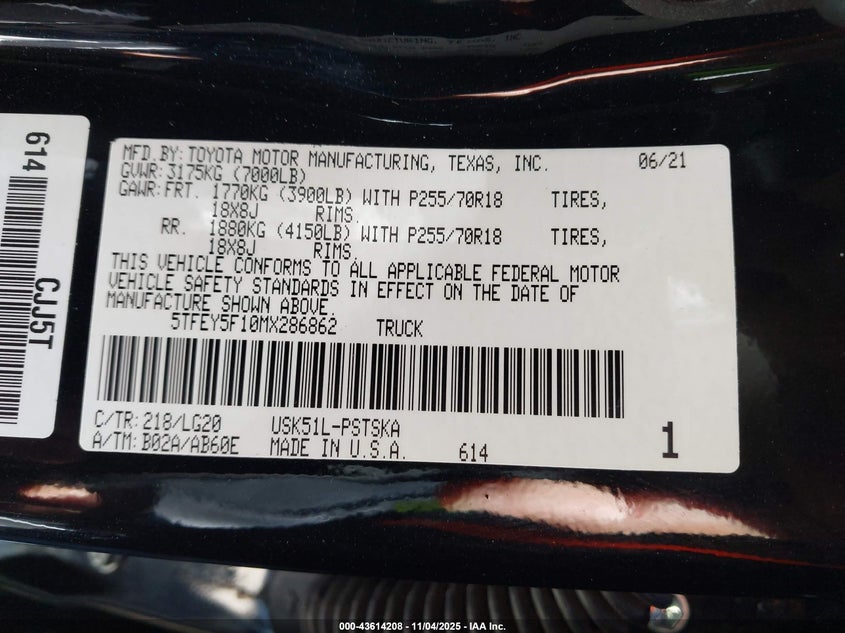 614
CJJ5T
MFD.BY:TOYOTA MOTOR MANUFACTURING, TEXAS, INC. 06/21
GVWR:3175KG (7000LB)
GAWR:FRT. 1770KG (3900LB) WITH P255/70R18 TIRES,
18X8J RIMS.
RR. 1880KG (4150LB) WITH P255/70R18 TIRES,
18X8J RIMS.
THIS VEHICLE CONFORMS TO ALL APPLICABLE FEDERAL MOTOR
VEHICLE SAFETY STANDARDS IN EFFECT ON THE DATE OF
MANUFACTURE SHOWN ABOVE.
5TFEY5F10MX286862 TRUCK
C/TR:218/LG20 USK51L-PSTSKA
A/TM:B02A/AB60E MADE IN U.S.A. 614 1
000-43614208 - 11/04/2025 - IAA Inc.